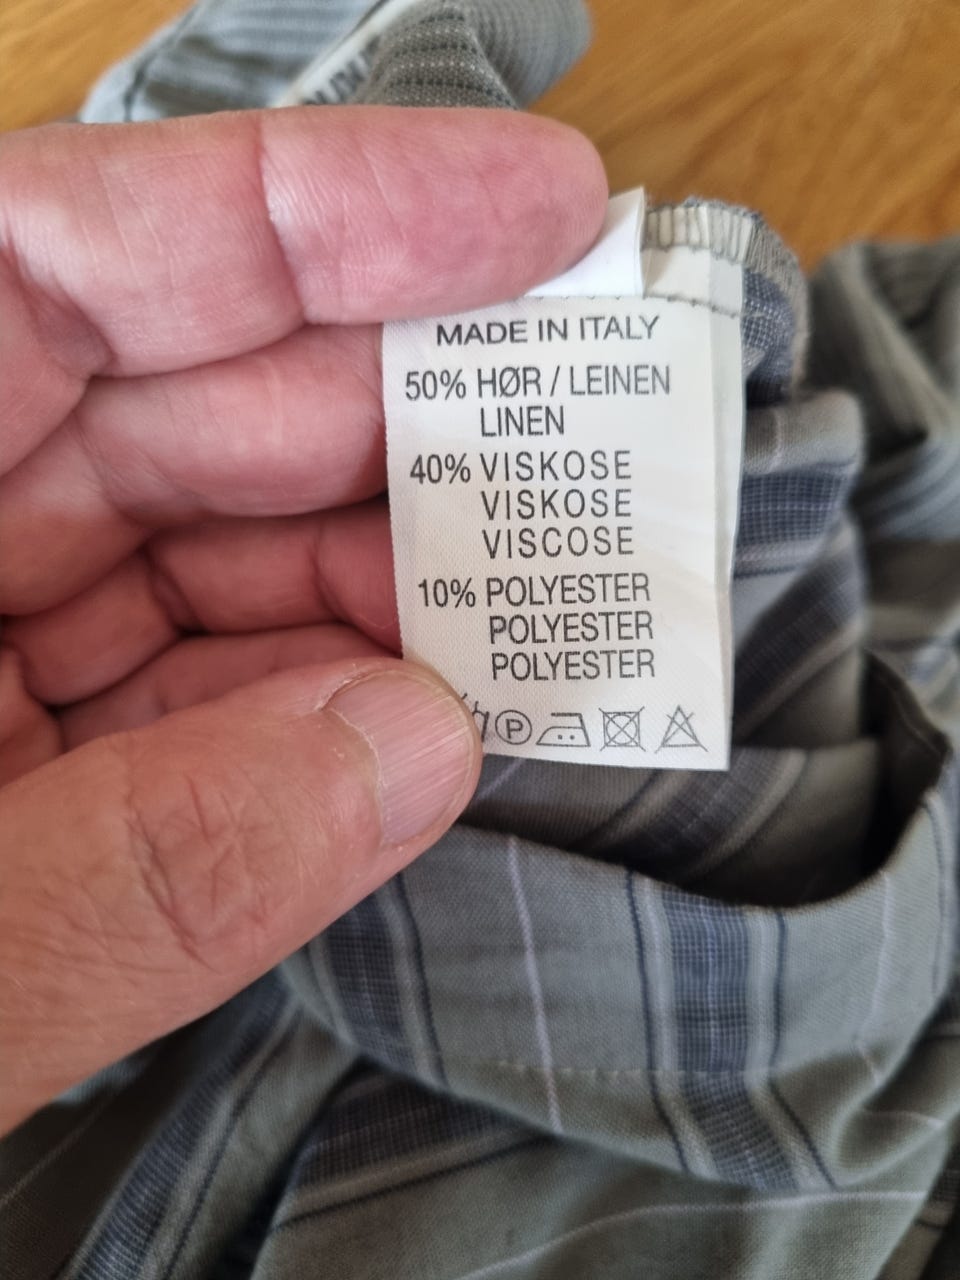 MADE IN ITALY
50% HØR / LEINEN
LINEN
40% VISKOSE
VISKOSE
VISCOSE
10% POLYESTER
POLYESTER
POLYESTER
P